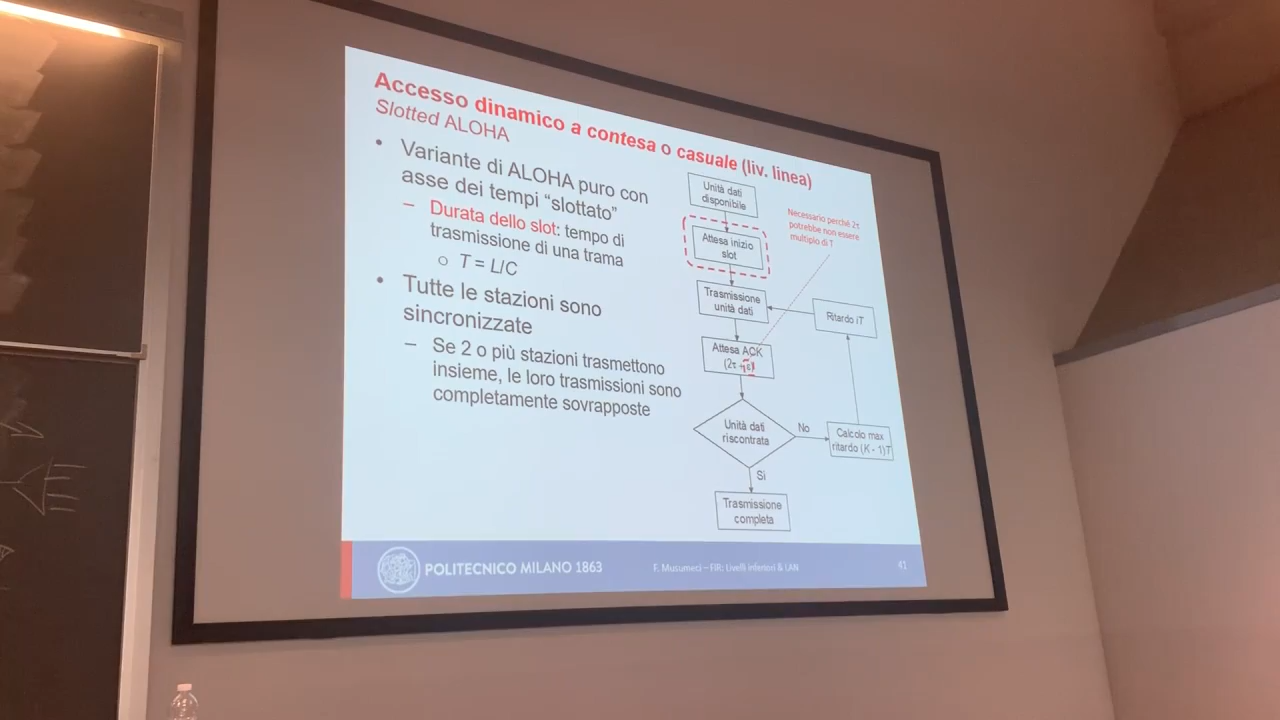 Accesso dinamico a contesa o casuale (liv. linea)
Slotted ALOHA
• Variante di ALOHA puro con
asse dei tempi “slottato”
– Durata dello slot: tempo di
trasmissione di una trama
○ T = L/C
• Tutte le stazioni sono
sincronizzate
– Se 2 o più stazioni trasmettono
insieme, le loro trasmissioni sono
completamente sovrapposte
Unità dati
disponibile
Attesa inizio
slot
Necessario perché 2τ
potrebbe non essere
multiplo di T
Trasmissione
unità dati
Ritardo iT
Attesa ACK
(2τ
Unità dati
riscontrata
No
Calcolo max
ritardo (K - 1)T
Sì
Trasmissione
completa
POLITECNICO MILANO 1863
F. Musumeci – FIR: Livelli inferiori & LAN
41